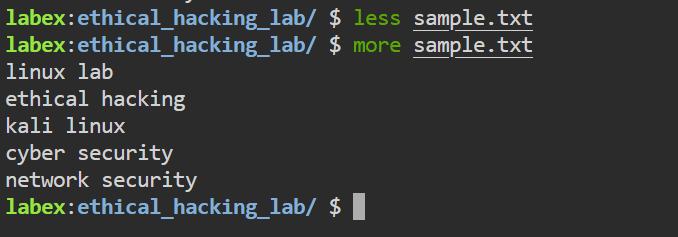 labex:ethical_hacking_lab/ $ less sample.txt
labex:ethical_hacking_lab/ $ more sample.txt
linux lab
ethical hacking
kali linux
cyber security
network security
labex:ethical_hacking_lab/ $